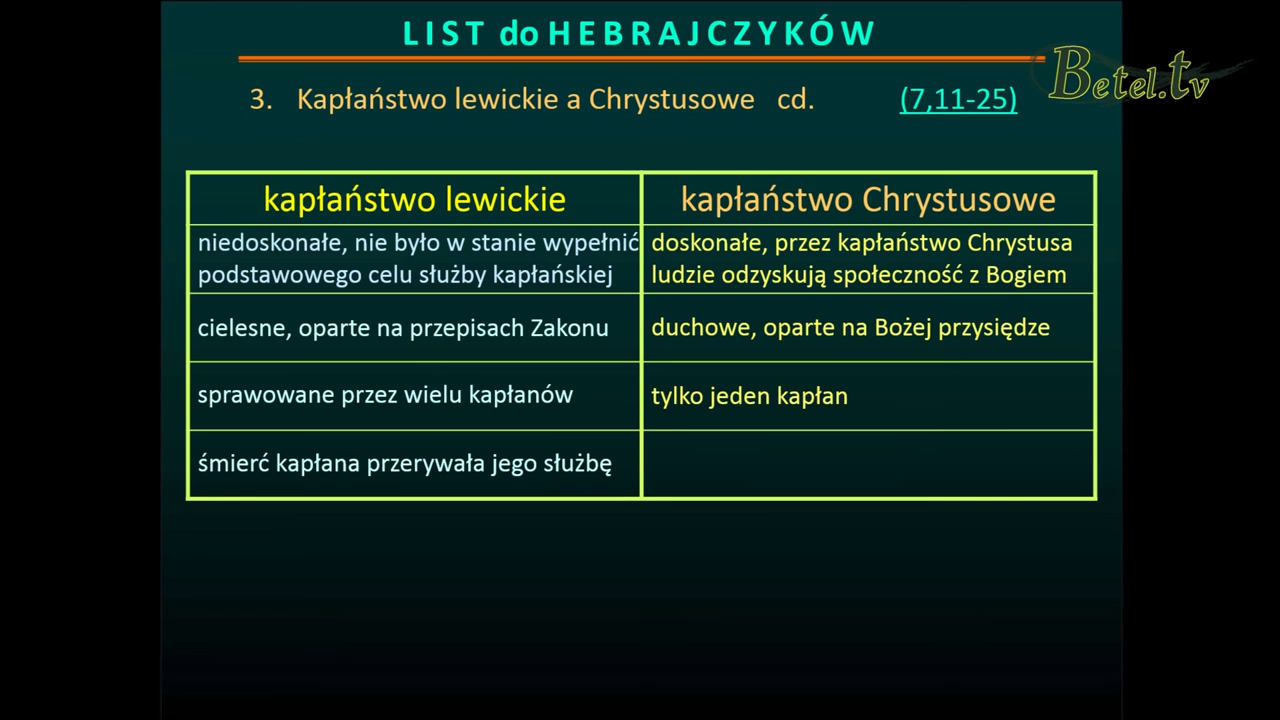 LIST do HEBRAJCZYKÓW
Betel.tv
3. Kapłaństwo lewickie a Chrystusowe cd. (7,11-25)
kapłaństwo lewickie
kapłaństwo Chrystusowe
niedoskonałe, nie było w stanie wypełnić
podstawowego celu służby kapłańskiej
doskonałe, przez kapłaństwo Chrystusa
ludzie odzyskują społeczność z Bogiem
cielesne, oparte na przepisach Zakonu
duchowe, oparte na Bożej przysiędze
sprawowane przez wielu kapłanów
tylko jeden kapłan
śmierć kapłana przerywała jego służbę